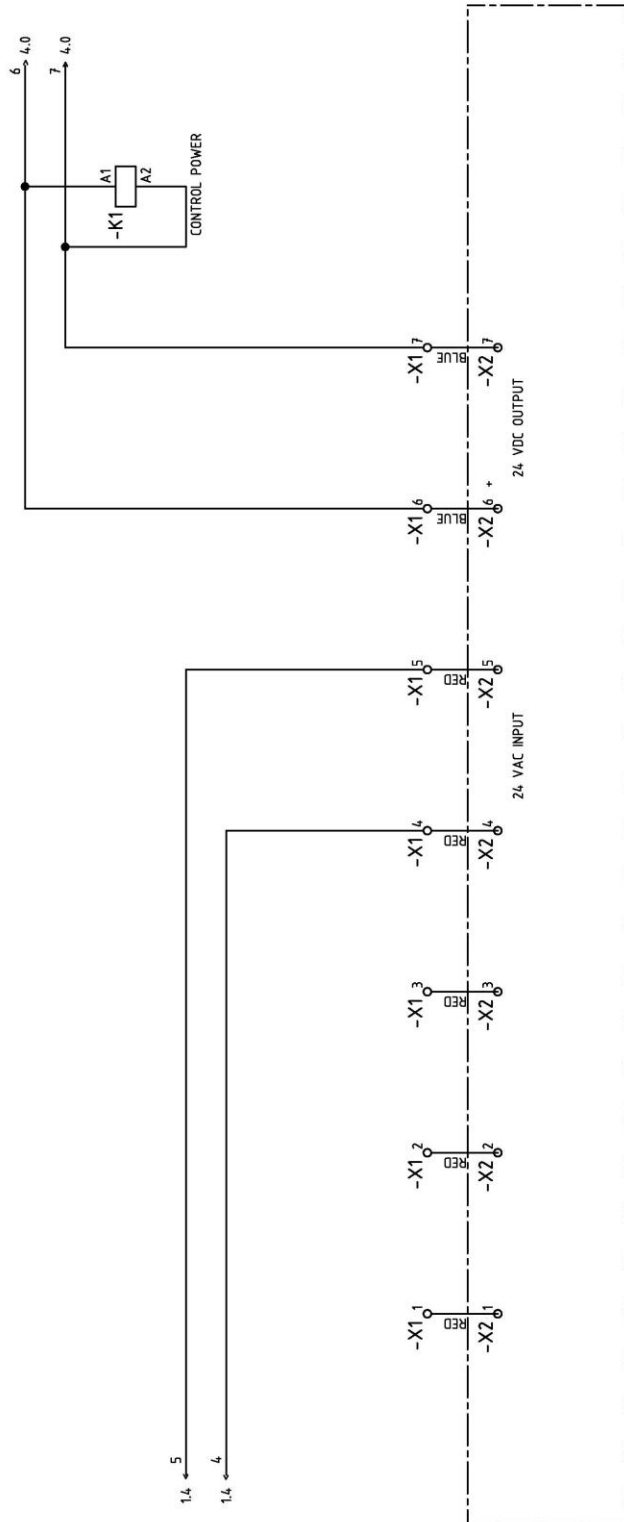 6 4.0
7 4.0
A1
-K1
A2
CONTROL POWER
1.4 5
1.4 4
-X1 1 -X1 2 -X1 3 -X1 4 -X1 5 -X1 6 -X1 7
RED RED RED RED RED BLUE BLUE
-X2 1 -X2 2 -X2 3 -X2 4 -X2 5 -X2 6 + -X2 7
24 VAC INPUT 24 VDC OUTPUT